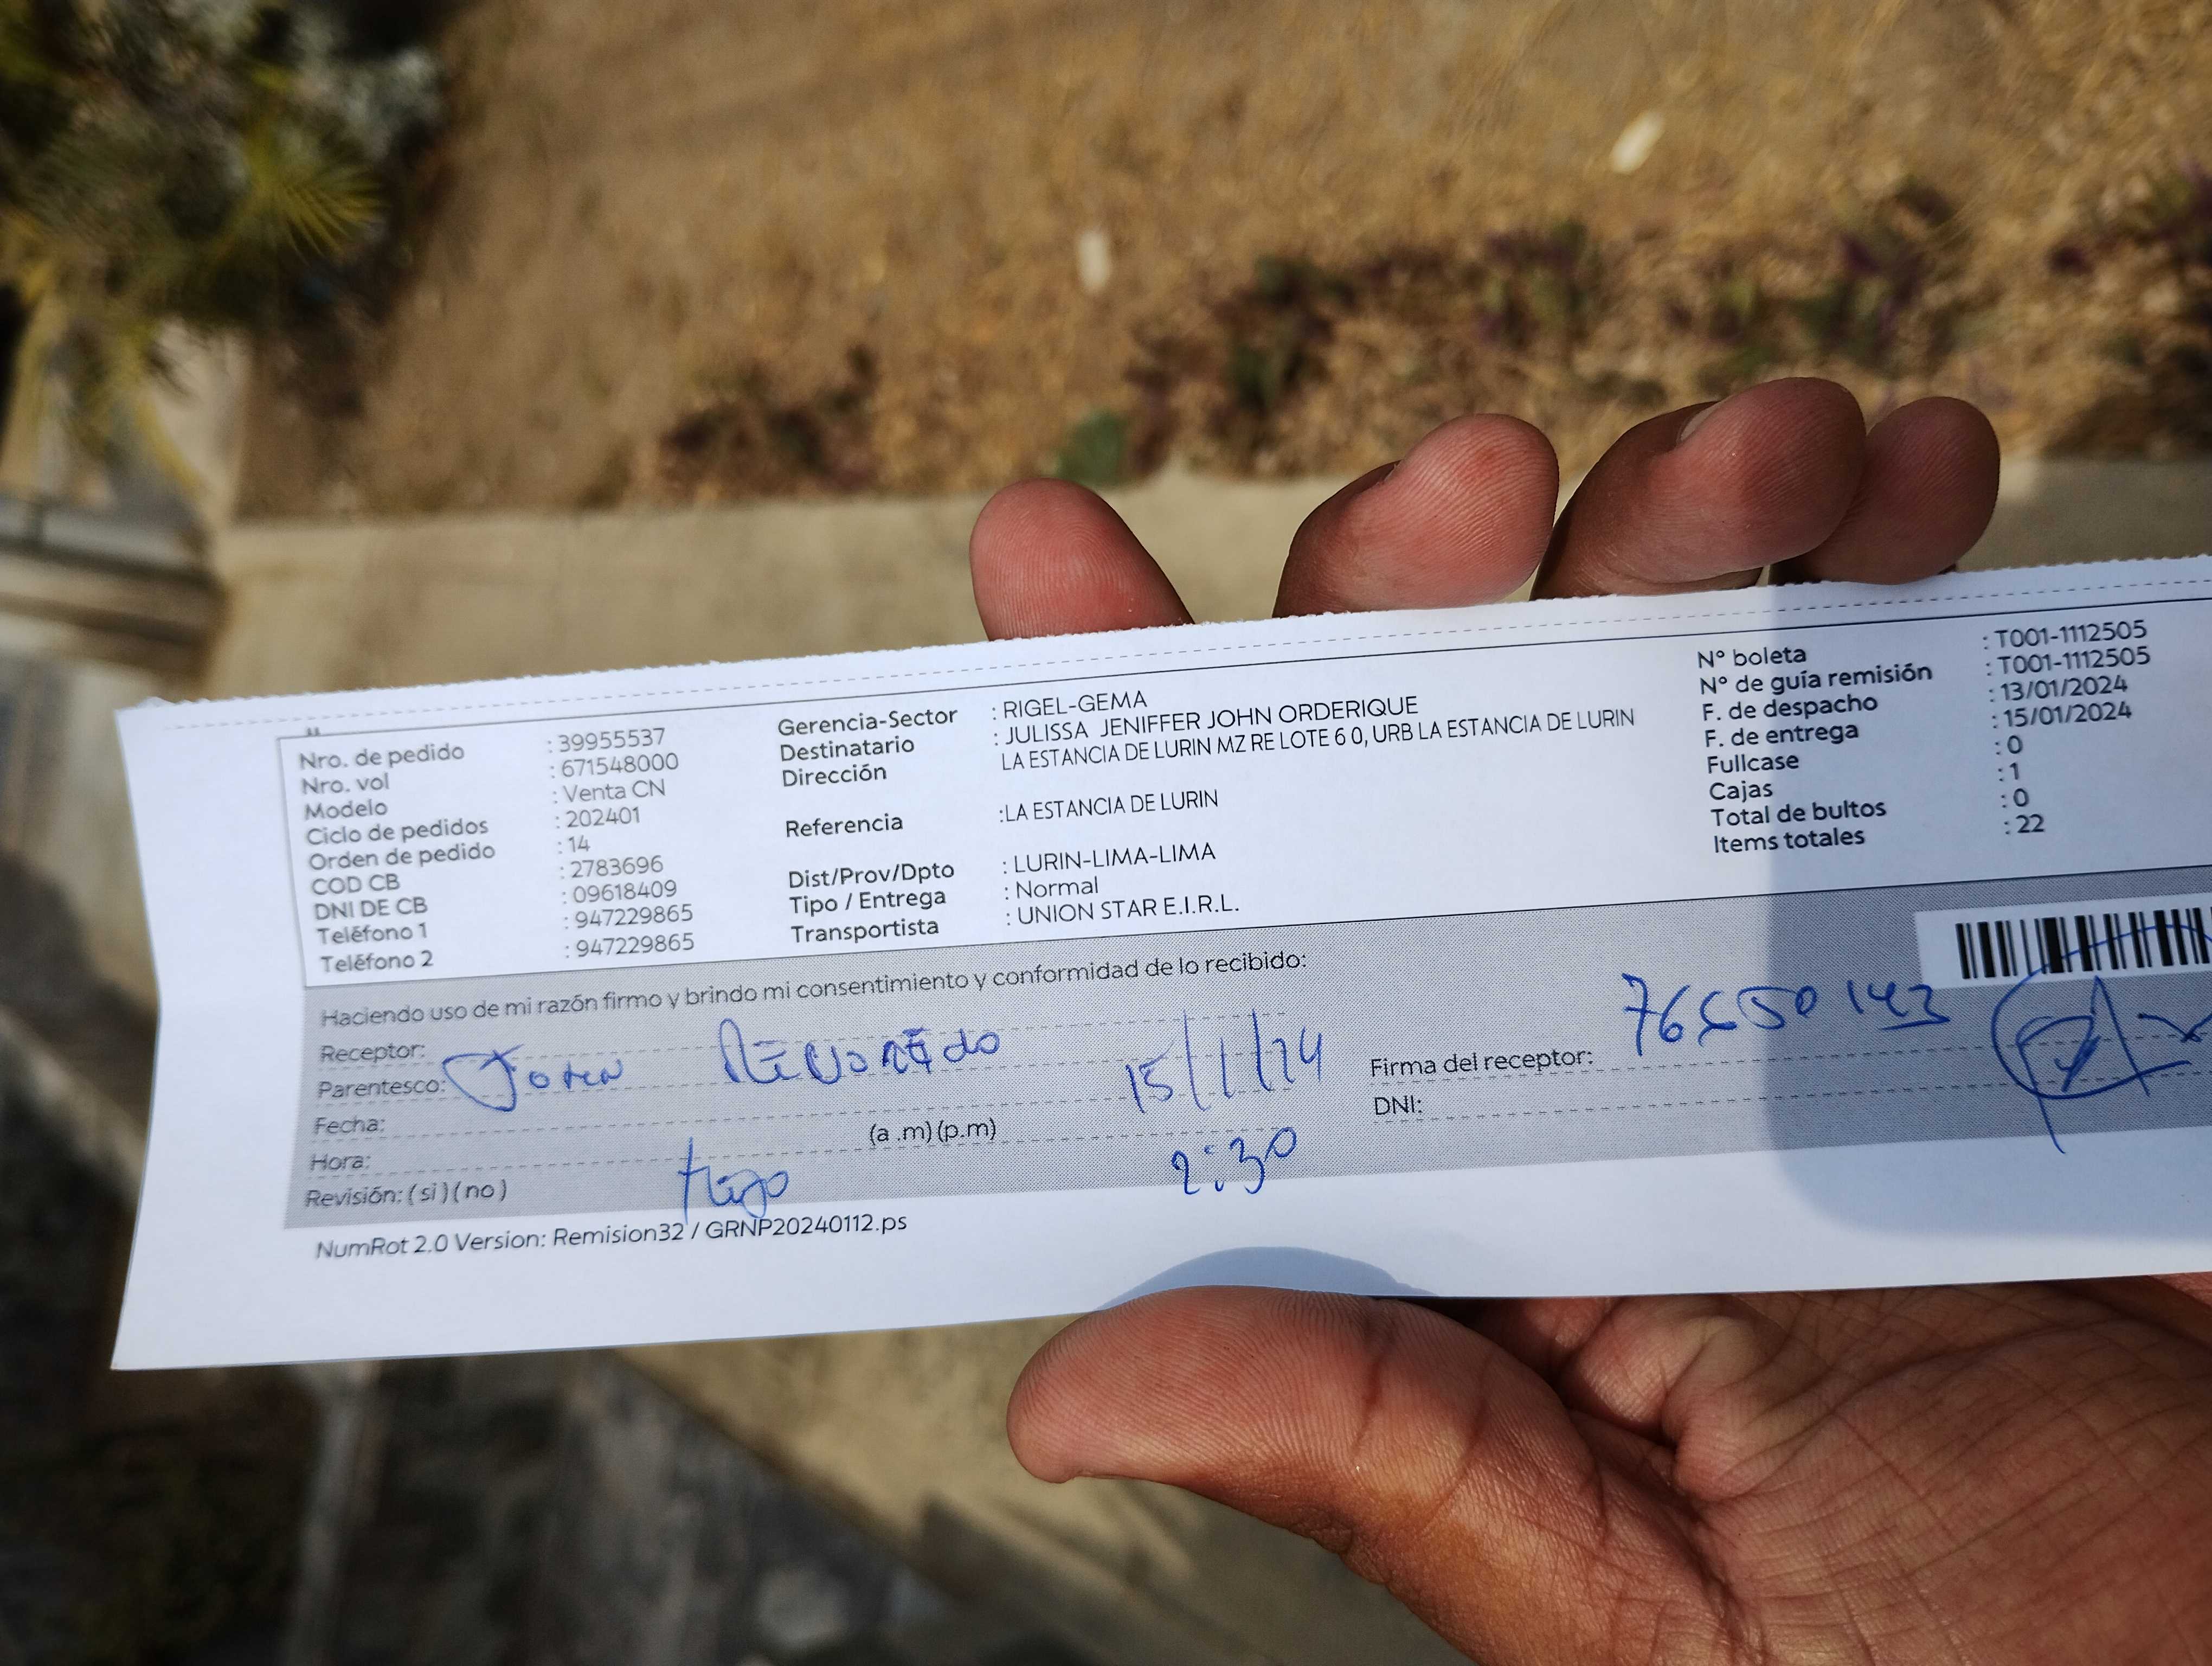 Nro. de pedido : 39955537
Nro. vol : 671548000
Modelo : Venta CN
Ciclo de pedidos : 202401
Orden de pedido : 14
COD CB : 2783696
DNI DE CB : 09618409
Teléfono 1 : 947229865
Teléfono 2 : 947229865
Gerencia-Sector : RIGEL-GEMA
Destinatario : JULISSA JENIFFER JOHN ORDERIQUE
Dirección LA ESTANCIA DE LURIN MZ RE LOTE 6 0, URB LA ESTANCIA DE LURIN
Referencia :LA ESTANCIA DE LURIN
Dist/Prov/Dpto : LURIN-LIMA-LIMA
Tipo / Entrega : Normal
Transportista : UNION STAR E.I.R.L.
N° boleta : T001-1112505
N° de guía remisión : T001-1112505
F. de despacho : 13/01/2024
F. de entrega : 15/01/2024
Fullcase : 0
Cajas : 1
Total de bultos : 0
Items totales : 22
Haciendo uso de mi razón firmo y brindo mi consentimiento y conformidad de lo recibido:
Receptor:
Parentesco: John
Fecha: 15/1/24
Hora: (a .m) (p.m) 2:30
Revisión: ( si ) ( no )
Firma del receptor:
DNI:
NumRot 2.0 Version: Remision32 / GRNP20240112.ps